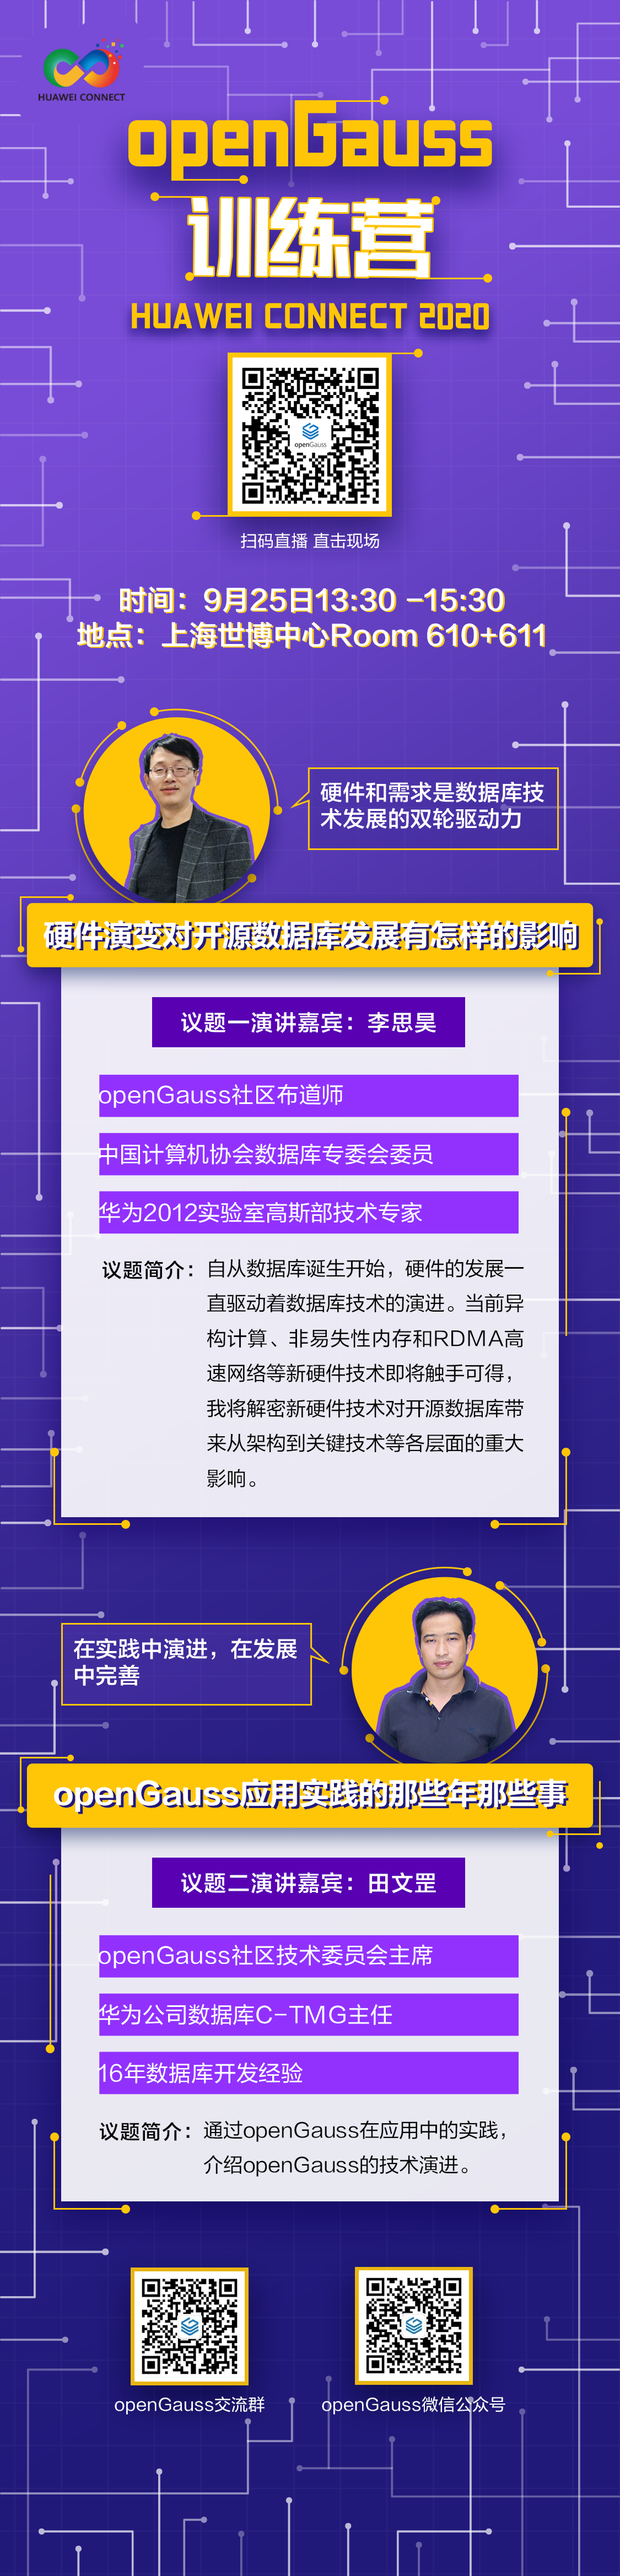 HUAWEI CONNECT
openGauss
训练营
HUAWEI CONNECT 2020
openGauss
扫码直播 直击现场
时间：9月25日13:30 -15:30
地点：上海世博中心Room 610+611
硬件和需求是数据库技
术发展的双轮驱动力
硬件演变对开源数据库发展有怎样的影响
议题一演讲嘉宾：李思昊
openGauss社区布道师
中国计算机协会数据库专委会委员
华为2012实验室高斯部技术专家
议题简介：自从数据库诞生开始，硬件的发展一
直驱动着数据库技术的演进。当前异
构计算、非易失性内存和RDMA高
速网络等新硬件技术即将触手可得，
我将解密新硬件技术对开源数据库带
来从架构到关键技术等各层面的重大
影响。
在实践中演进，在发展
中完善
openGauss应用实践的那些年那些事
议题二演讲嘉宾：田文罡
openGauss社区技术委员会主席
华为公司数据库C-TMG主任
16年数据库开发经验
议题简介：通过openGauss在应用中的实践，
介绍openGauss的技术演进。
openGauss交流群
openGauss微信公众号